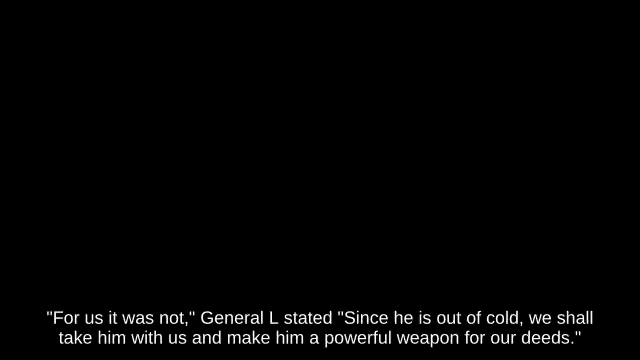 "For us it was not," General L stated "Since he is out of cold, we shall
take him with us and make him a powerful weapon for our deeds."